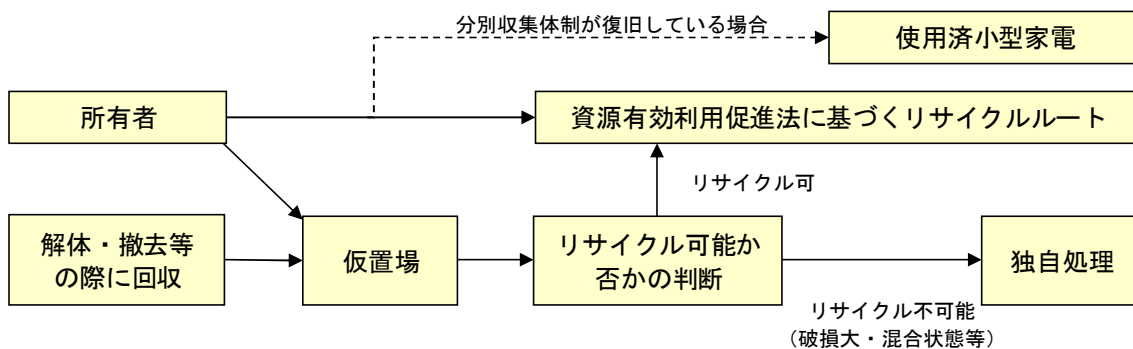 分別収集体制が復旧している場合
使用済小型家電
所有者
資源有効利用促進法に基づくリサイクルルート
リサイクル可
解体・撤去等
の際に回収
仮置場
リサイクル可能か
否かの判断
独自処理
リサイクル不可能
（破損大・混合状態等）